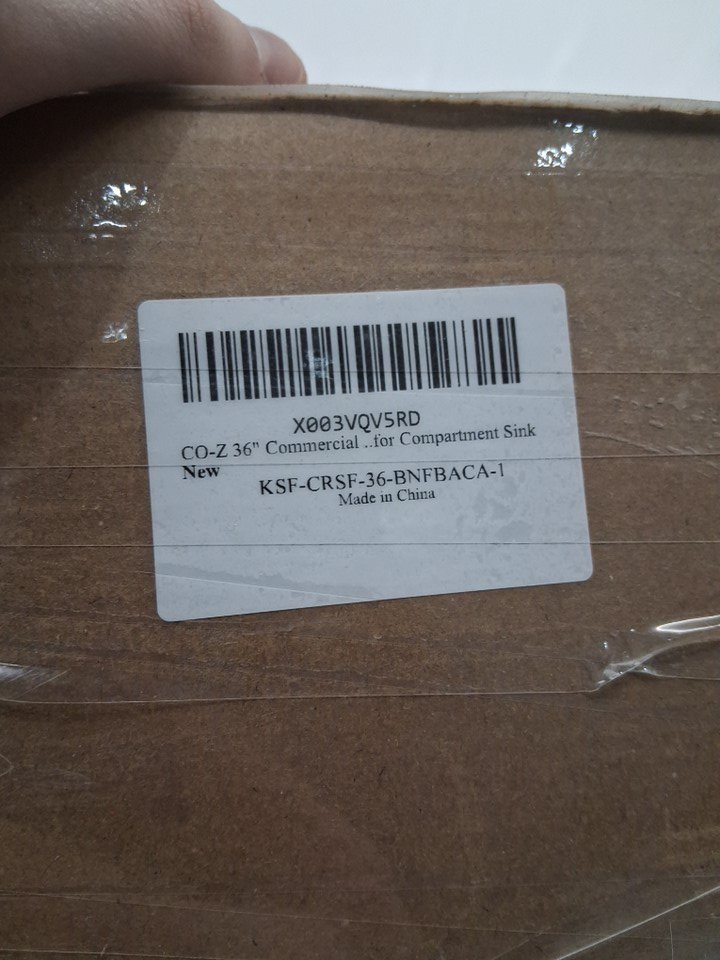 X003VQV5RD
CO-Z 36" Commercial ..for Compartment Sink
New
KSF-CRSF-36-BNFBACA-1
Made in China